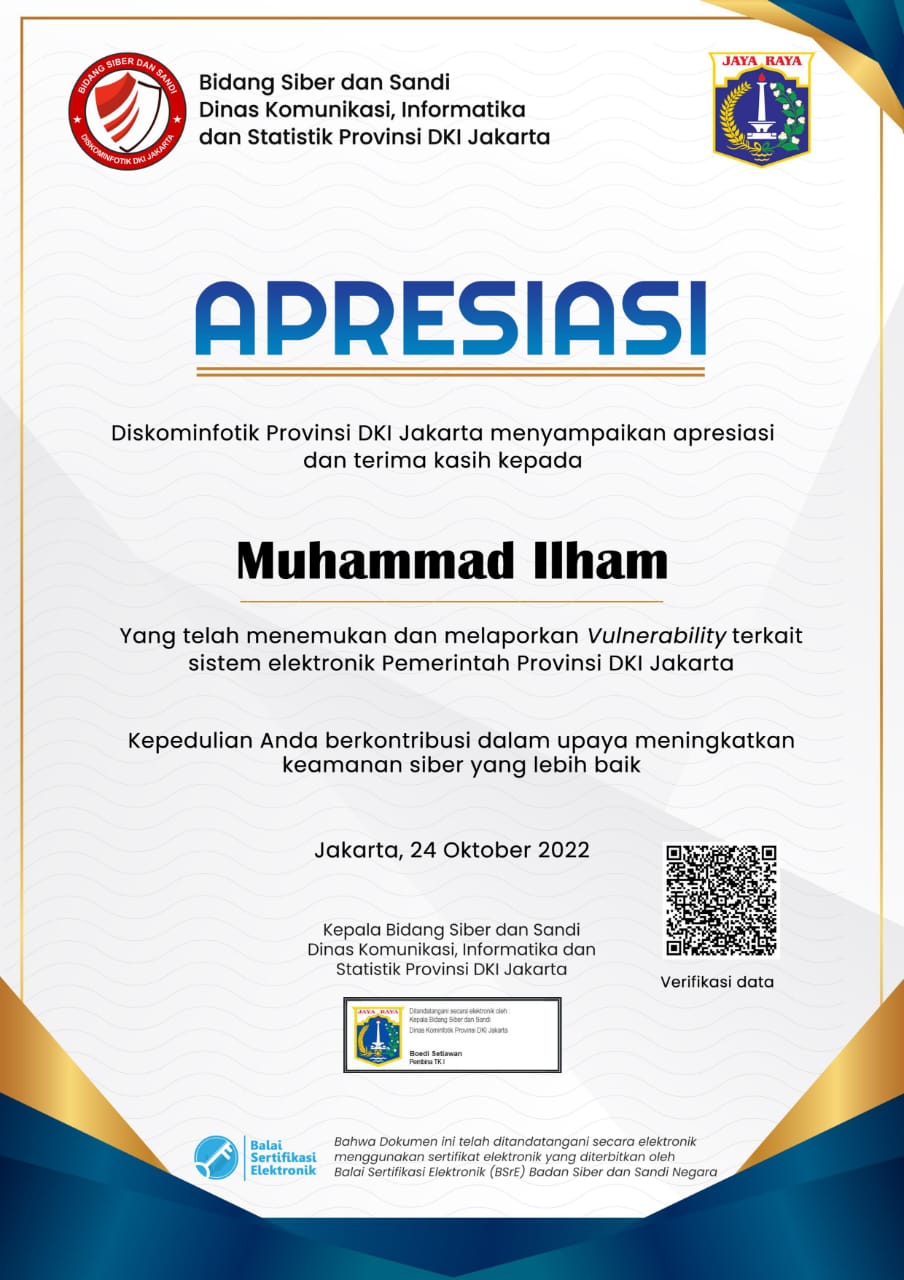 BIDANG SIBER DAN SANDI
DISKOMINFOTIK DKI JAKARTA
Bidang Siber dan Sandi
Dinas Komunikasi, Informatika
dan Statistik Provinsi DKI Jakarta
JAYA RAYA
APRESIASI
Diskominfotik Provinsi DKI Jakarta menyampaikan apresiasi
dan terima kasih kepada
Muhammad Ilham
Yang telah menemukan dan melaporkan Vulnerability terkait
sistem elektronik Pemerintah Provinsi DKI Jakarta
Kepedulian Anda berkontribusi dalam upaya meningkatkan
keamanan siber yang lebih baik
Jakarta, 24 Oktober 2022
Kepala Bidang Siber dan Sandi
Dinas Komunikasi, Informatika dan
Statistik Provinsi DKI Jakarta
Verifikasi data
JAYA RAYA
Ditandatangani secara elektronik oleh :
Kepala Bidang Siber dan Sandi
Dinas Kominfotik Provinsi DKI Jakarta
Boedi Setiawan
Pembina TK I
Balai
Sertifikasi
Elektronik
Bahwa Dokumen ini telah ditandatangani secara elektronik
menggunakan sertifikat elektronik yang diterbitkan oleh
Balai Sertifikasi Elektronik (BSrE) Badan Siber dan Sandi Negara